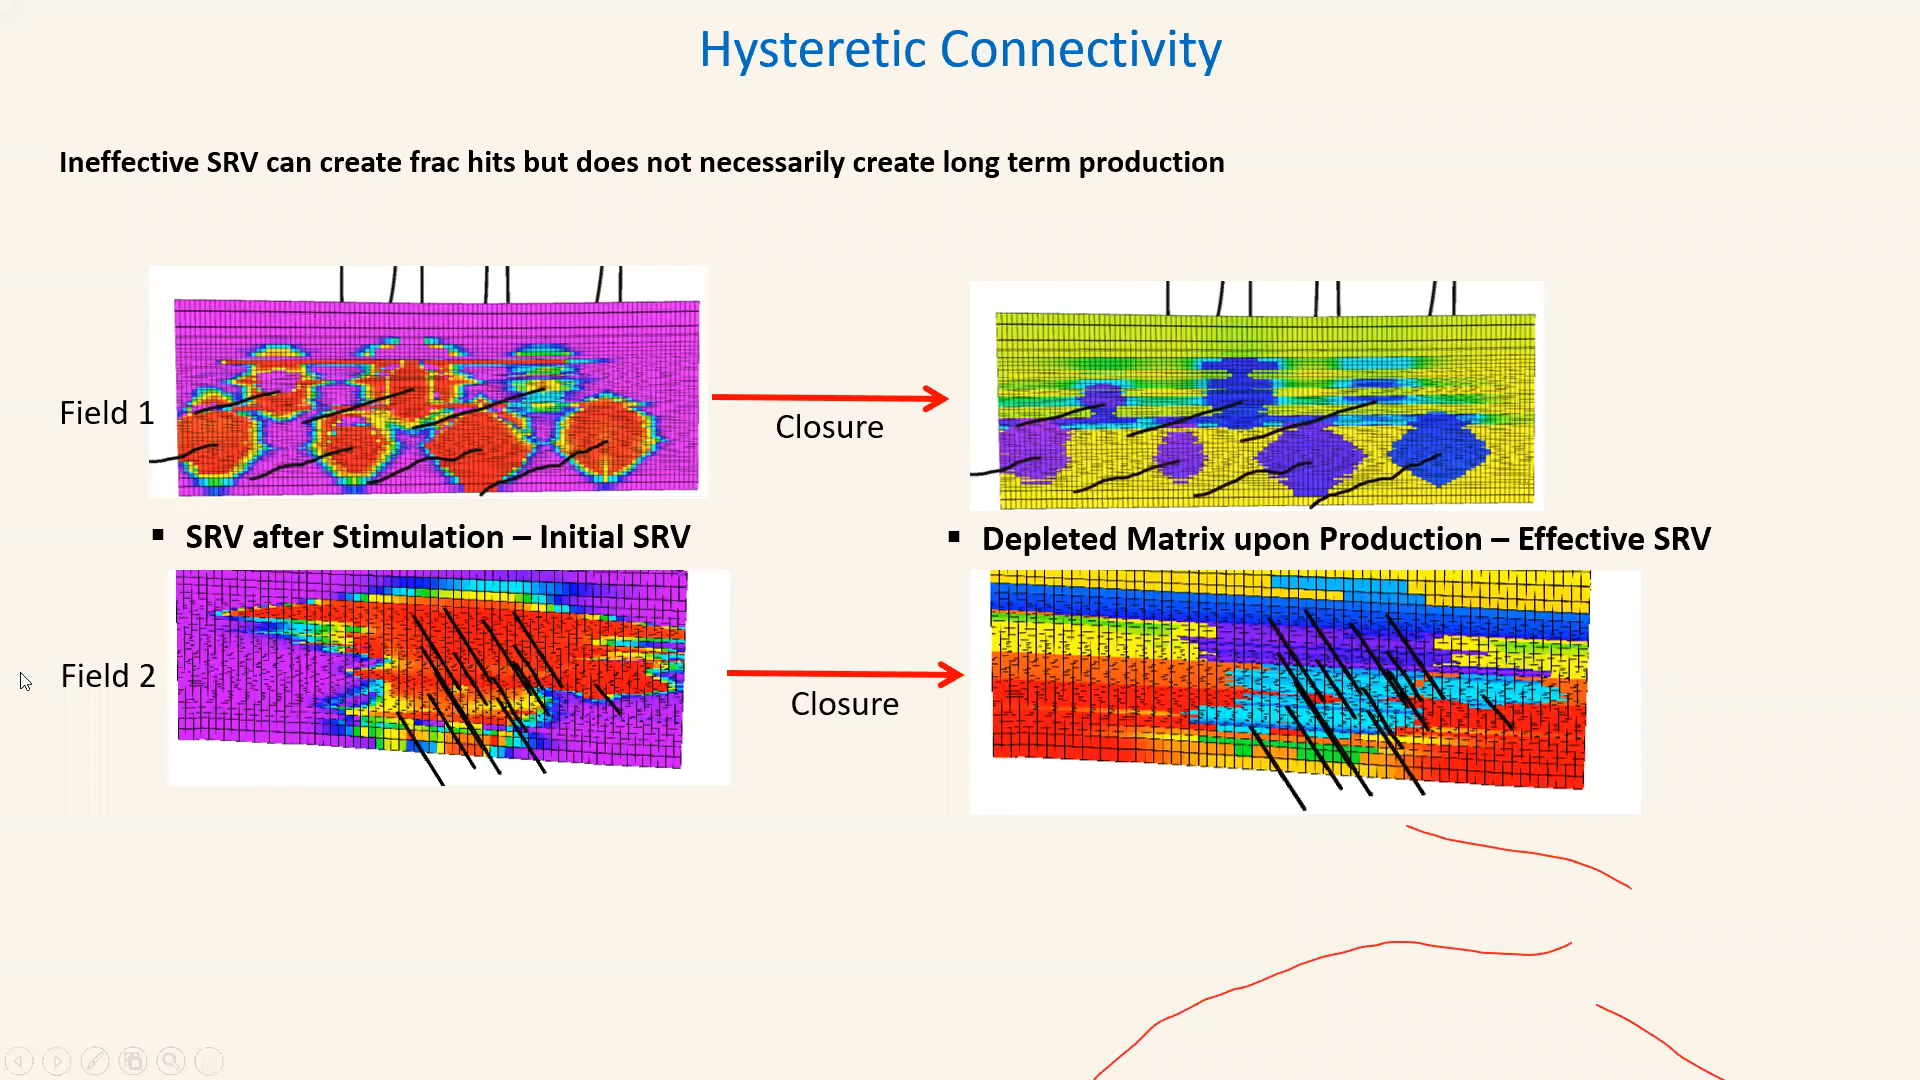 Hysteretic Connectivity
Ineffective SRV can create frac hits but does not necessarily create long term production
Field 1
Closure
▪ SRV after Stimulation – Initial SRV
▪ Depleted Matrix upon Production – Effective SRV
Field 2
Closure